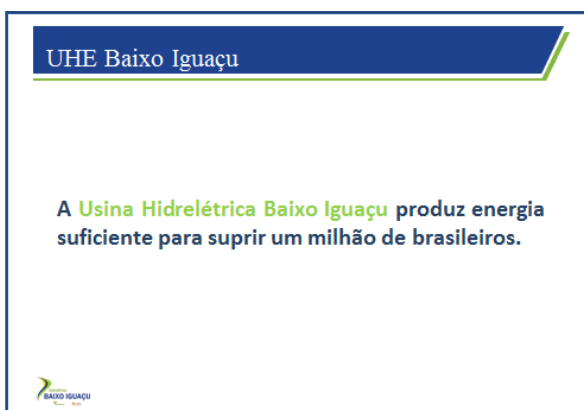 UHE Baixo Iguaçu
A Usina Hidrelétrica Baixo Iguaçu produz energia
suficiente para suprir um milhão de brasileiros.
BAIXO IGUAÇU